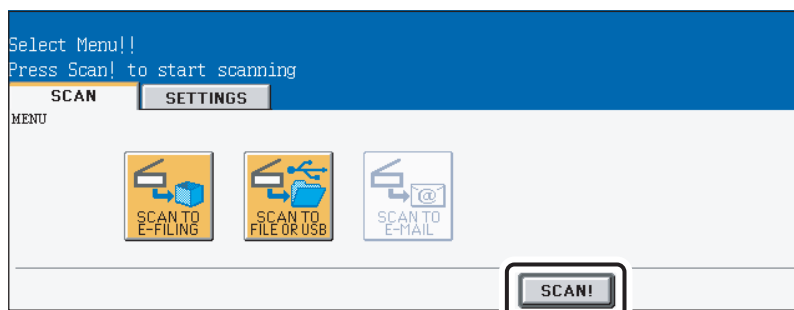 Select Menu!!
Press Scan! to start scanning
SCAN
SETTINGS
MENU
SCAN TO
E-FILING
SCAN TO
FILE OR USB
@
SCAN TO
E-MAIL
SCAN!